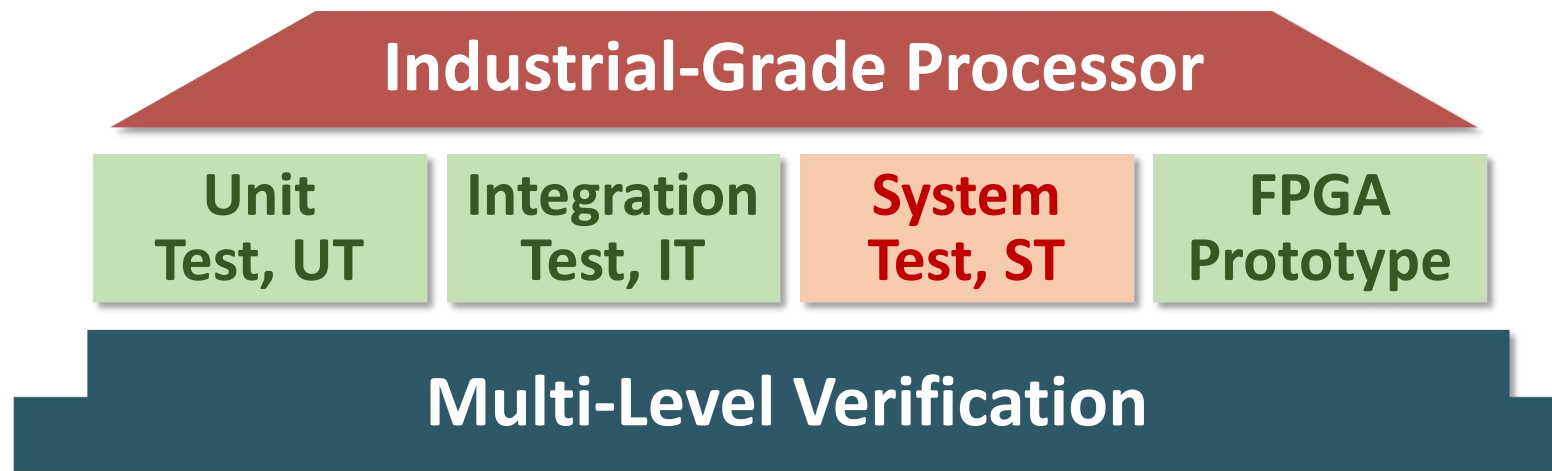 Industrial-Grade Processor
Unit
Test, UT
Integration
Test, IT
System
Test, ST
FPGA
Prototype
Multi-Level Verification